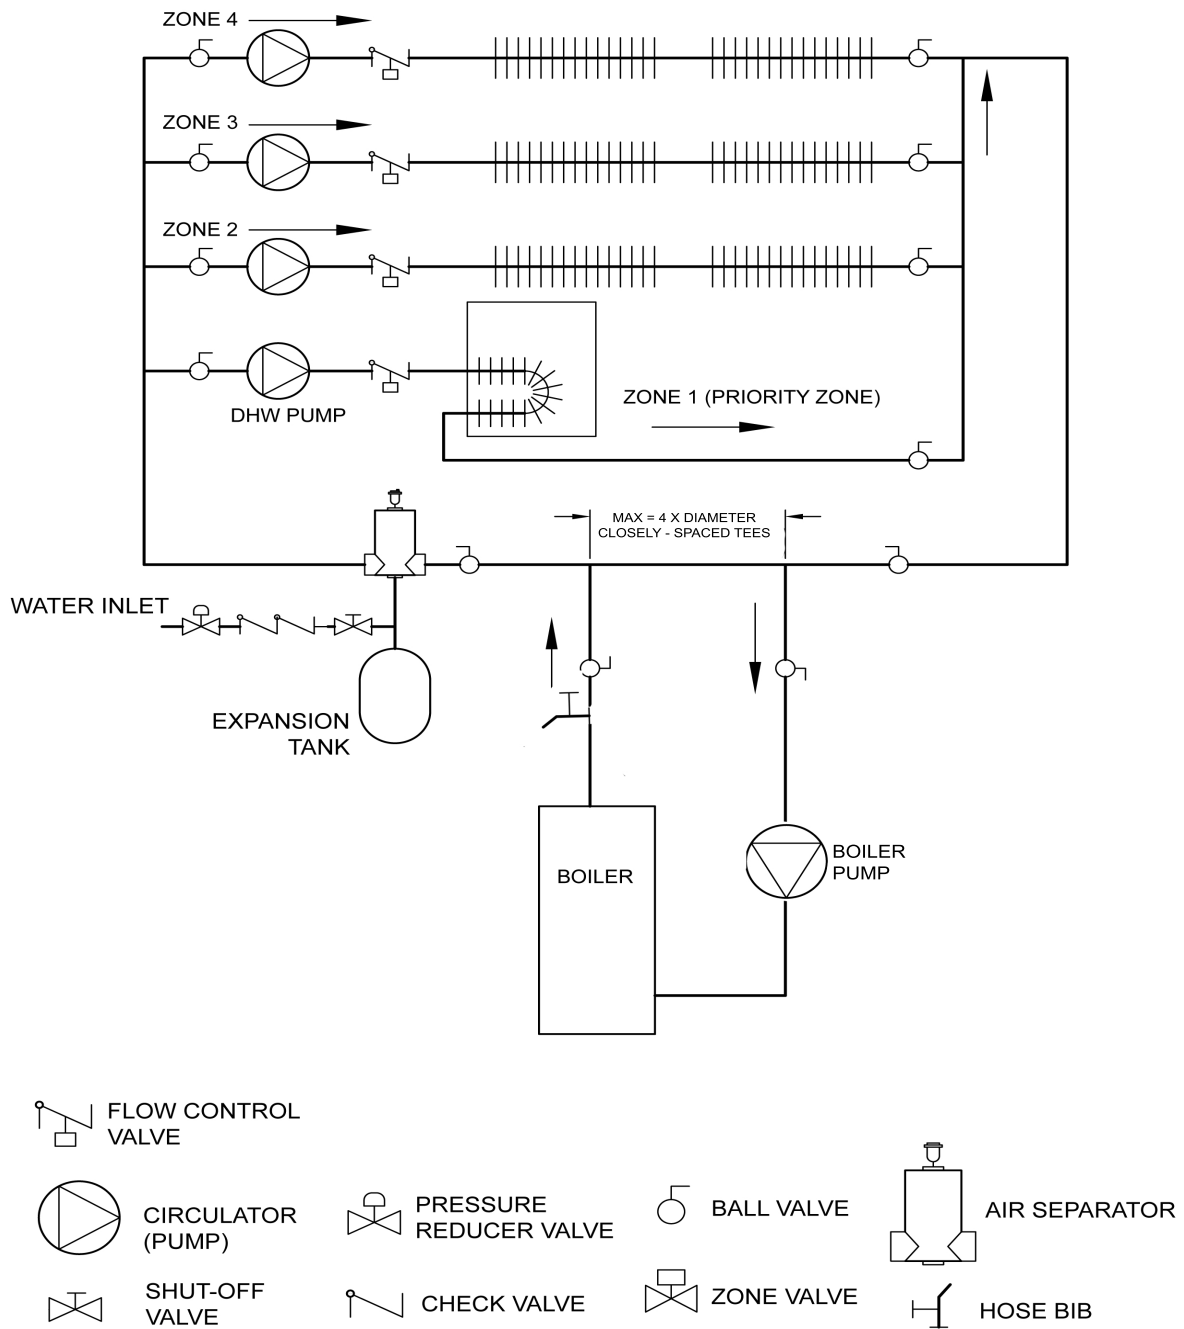 ZONE 4
ZONE 3
ZONE 2
DHW PUMP
ZONE 1 (PRIORITY ZONE)
MAX = 4 X DIAMETER
CLOSELY - SPACED TEES
WATER INLET
EXPANSION
TANK
BOILER
BOILER
PUMP
FLOW CONTROL
VALVE
CIRCULATOR
(PUMP)
PRESSURE
REDUCER VALVE
BALL VALVE
AIR SEPARATOR
SHUT-OFF
VALVE
CHECK VALVE
ZONE VALVE
HOSE BIB